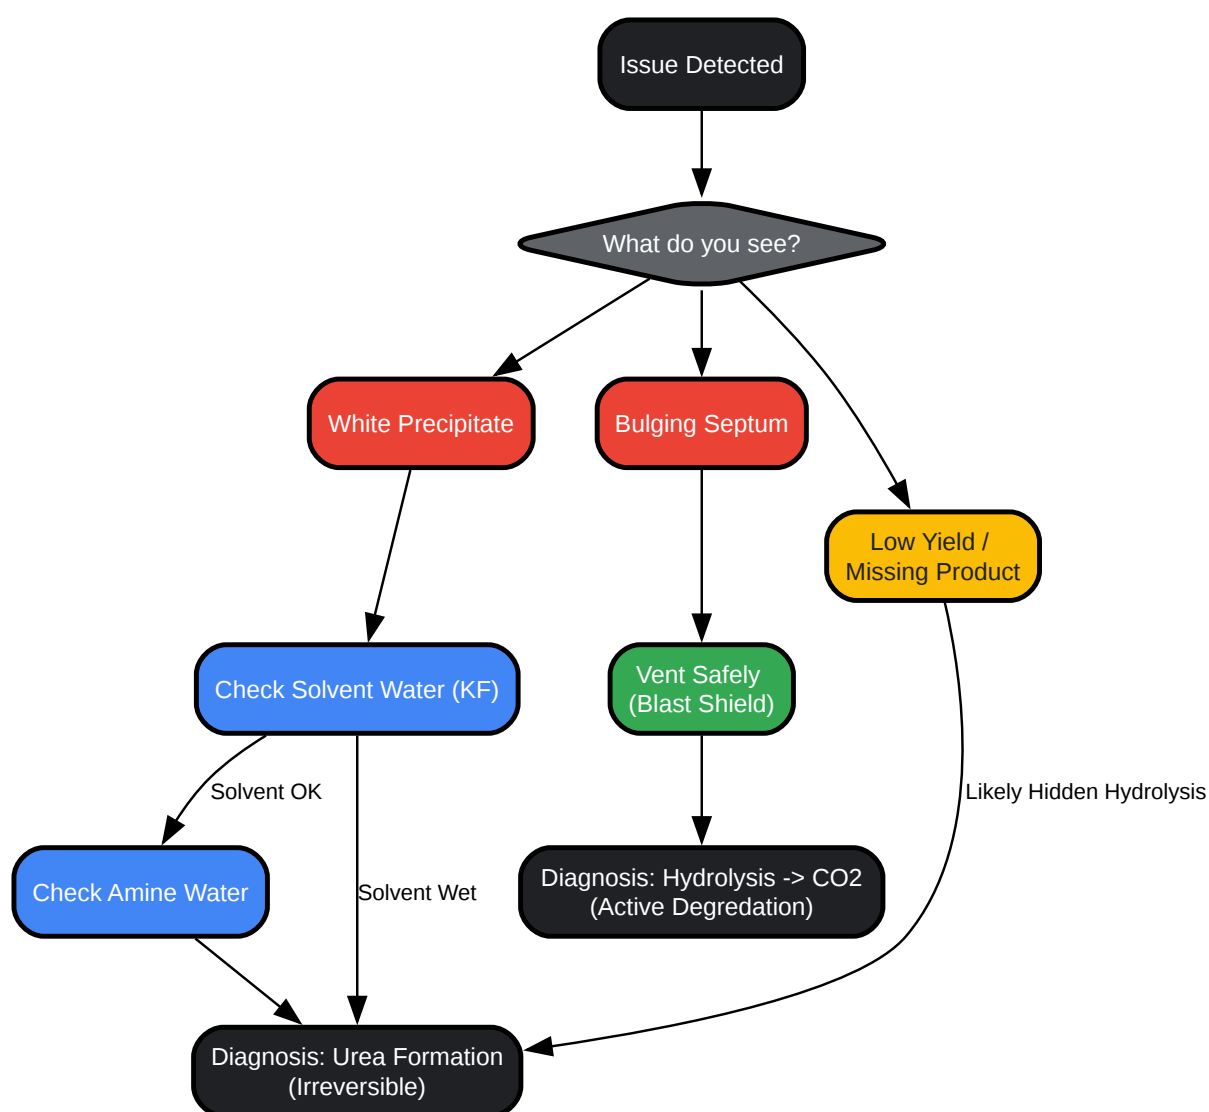 Issue Detected
What do you see?
White Precipitate
Bulging Septum
Low Yield /
Missing Product
Check Solvent Water (KF)
Vent Safely
(Blast Shield)
Solvent OK
Likely Hidden Hydrolysis
Check Amine Water
Solvent Wet
Diagnosis: Hydrolysis -> CO2
(Active Degredation)
Diagnosis: Urea Formation
(Irreversible)